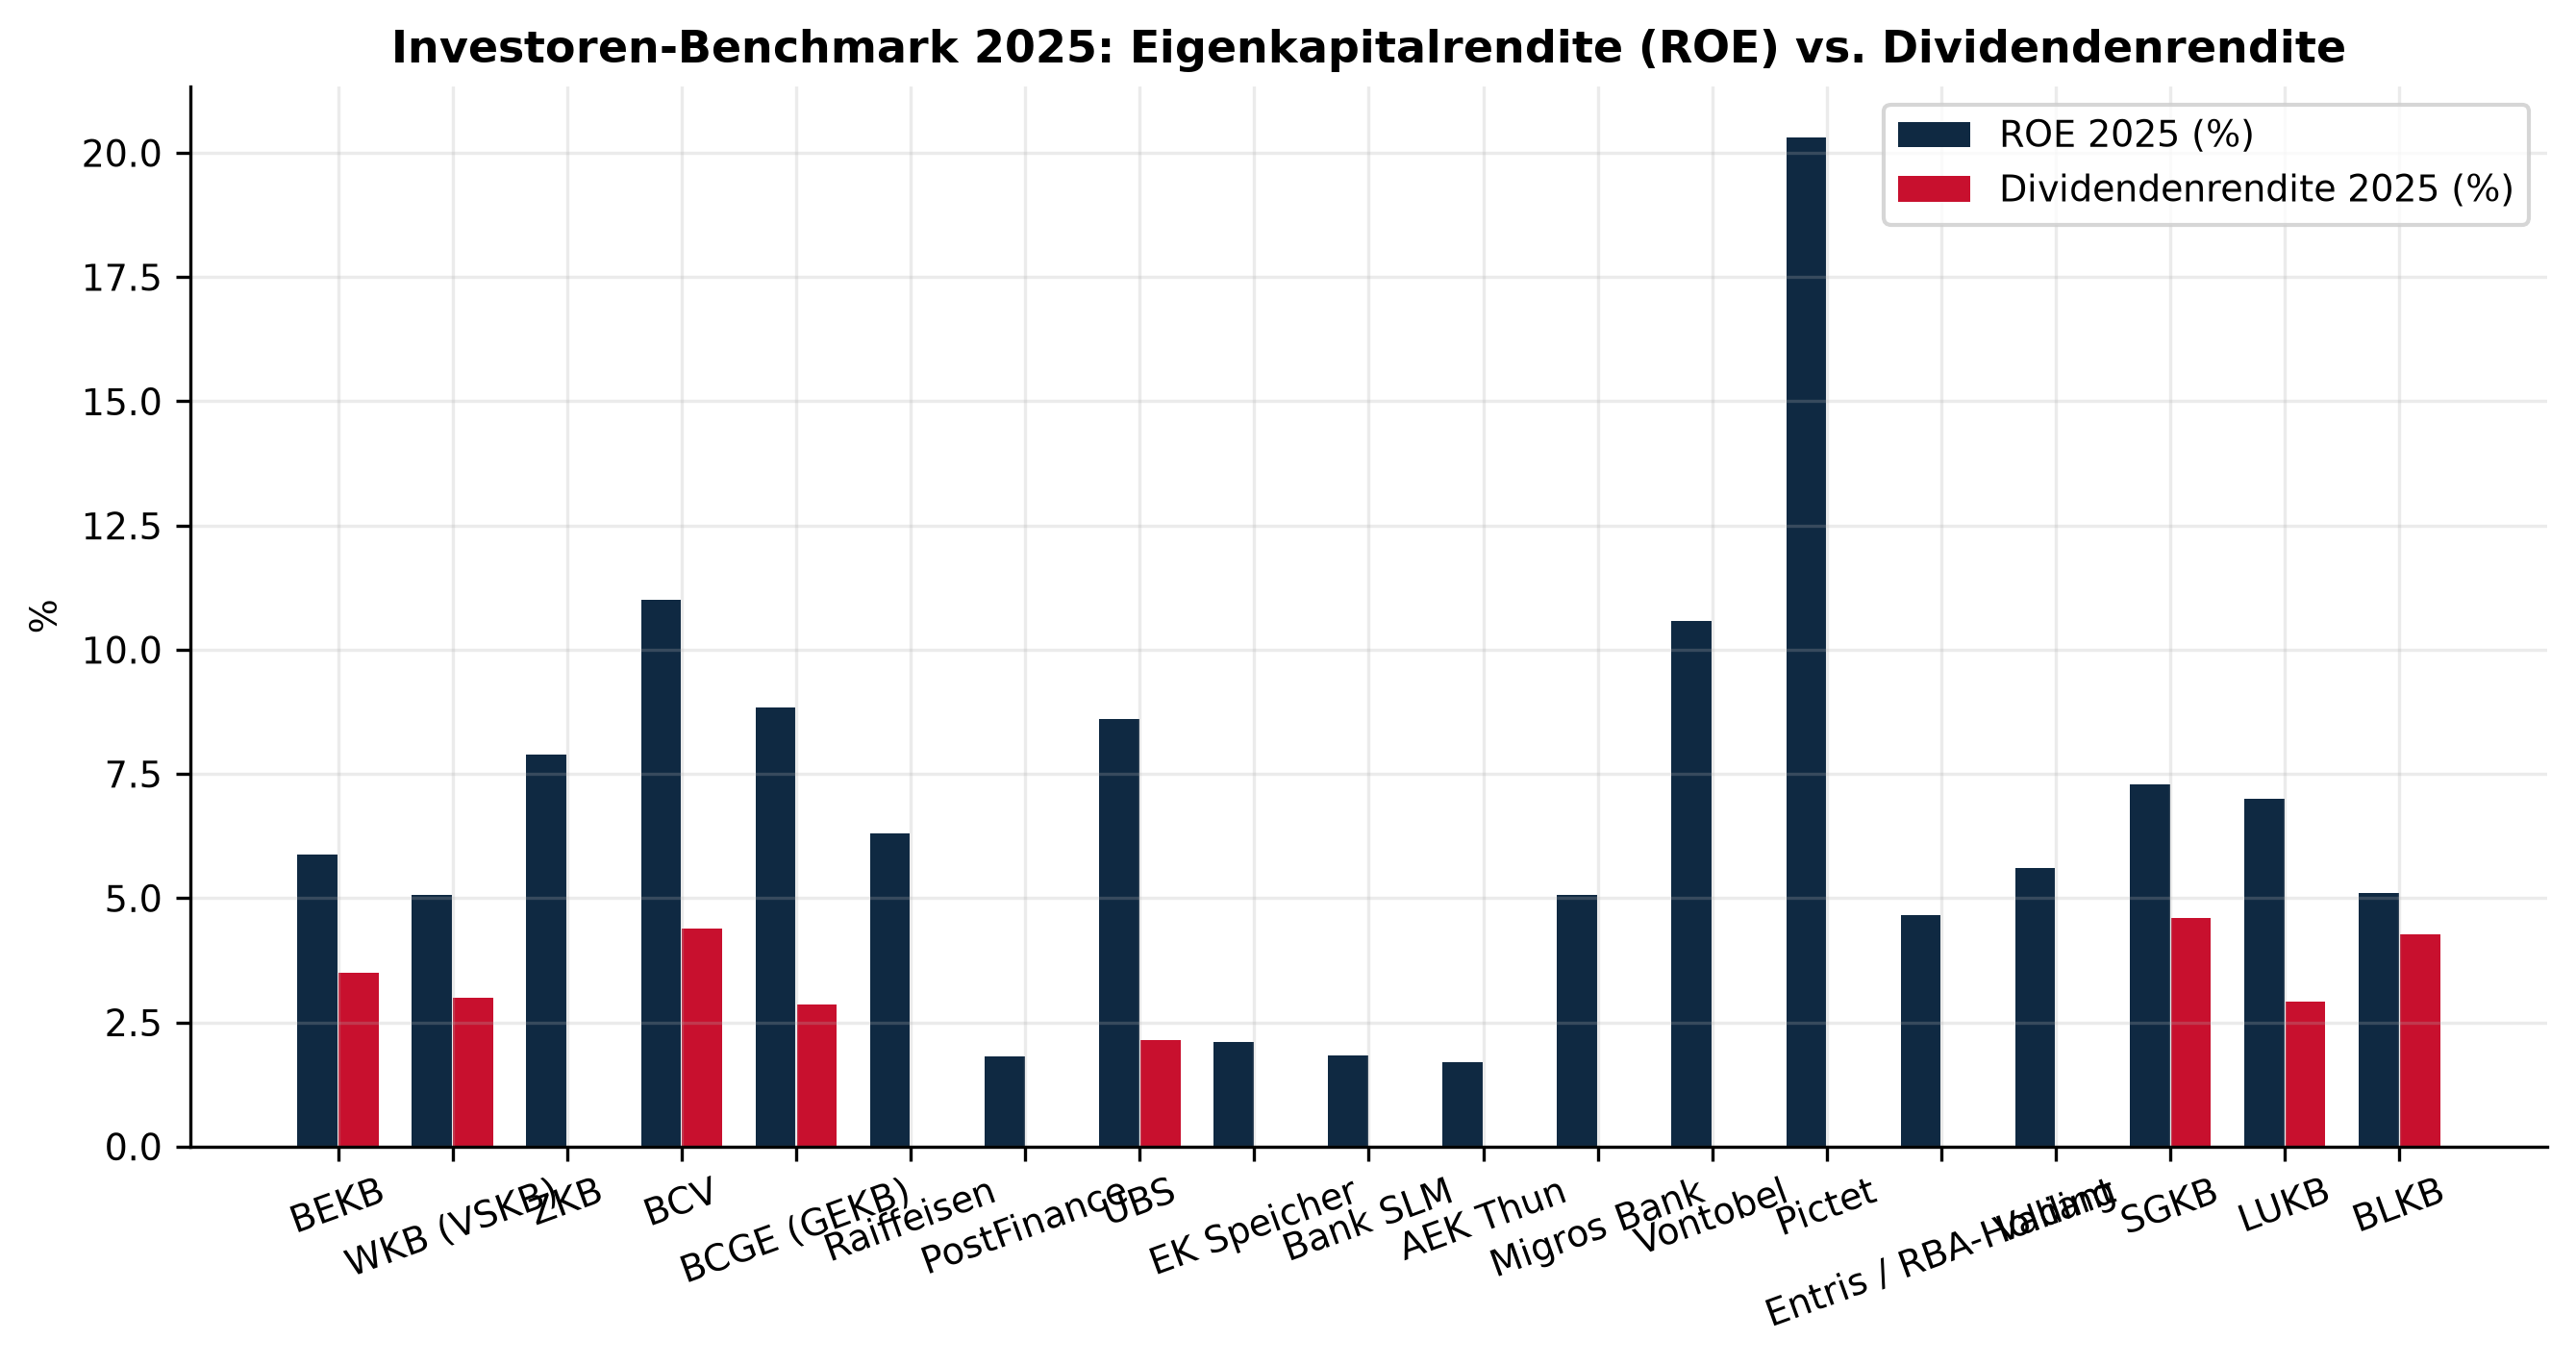 Investoren-Benchmark 2025: Eigenkapitalrendite (ROE) vs. Dividendenrendite
ROE 2025 (%)
Dividendenrendite 2025 (%)
%
20.0
17.5
15.0
12.5
10.0
7.5
5.0
2.5
0.0
BEKB
WKB (VSKB)
ZKB
BCV
BCGE (GEKB)
Raiffeisen
PostFinance
UBS
EK Speicher
Bank SLM
AEK Thun
Migros Bank
Vontobel
Pictet
Entris / RBA-Holding
Valiant
SGKB
LUKB
BLKB